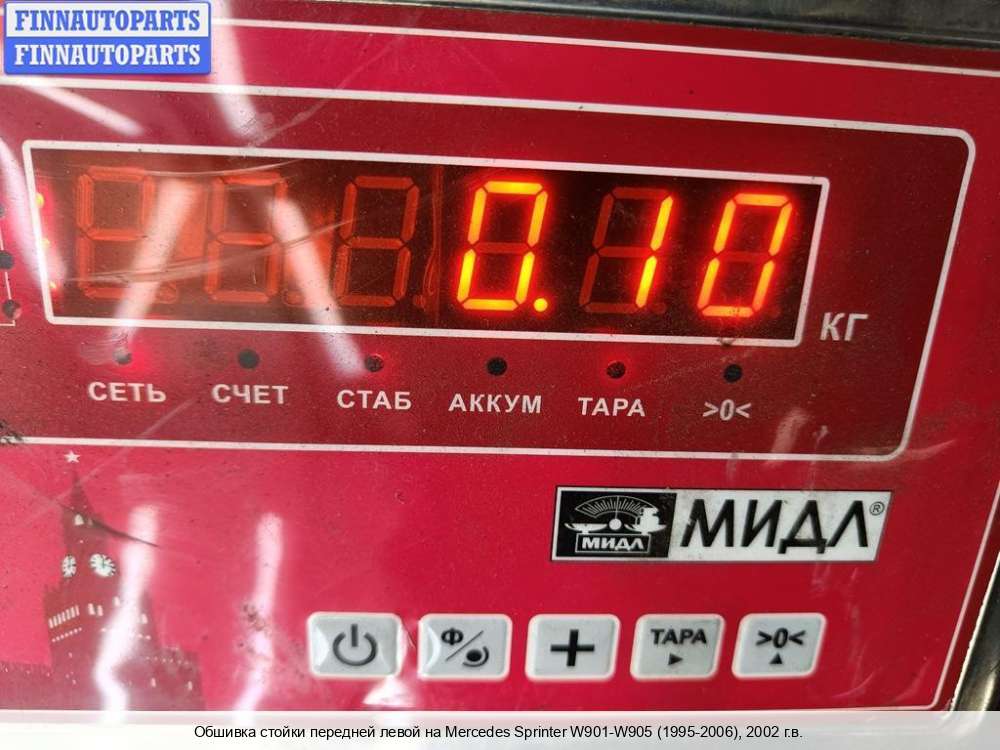 FINNAUTOPARTS
FINNAUTOPARTS
0.10
КГ
СЕТЬ СЧЕТ СТАБ АККУМ ТАРА >0<
МИДЛ МИДЛ®
Ф ТАРА >0<
Обшивка стойки передней левой на Mercedes Sprinter W901-W905 (1995-2006), 2002 г.в.